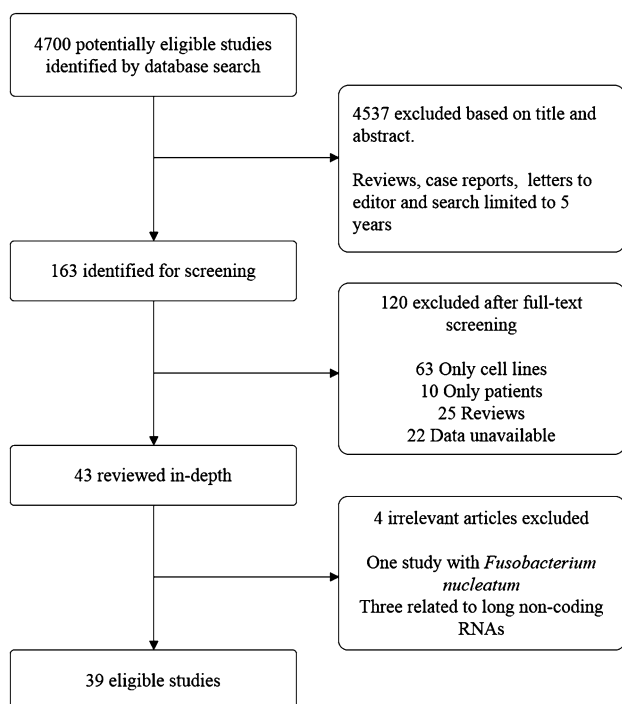 4700 potentially eligible studies
identified by database search
4537 excluded based on title and
abstract.
Reviews, case reports, letters to
editor and search limited to 5
years
163 identified for screening
120 excluded after full-text
screening
63 Only cell lines
10 Only patients
25 Reviews
22 Data unavailable
43 reviewed in-depth
4 irrelevant articles excluded
One study with Fusobacterium
nucleatum
Three related to long non-coding
RNAs
39 eligible studies